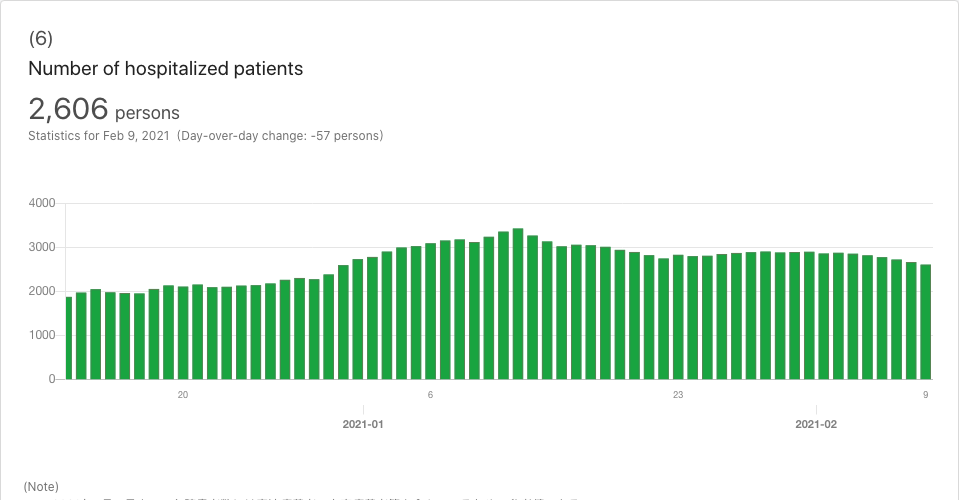 (6)
Number of hospitalized patients
2,606 persons
Statistics for Feb 9, 2021 (Day-over-day change: -57 persons)
4000
3000
2000
1000
0
20 6 23 9
2021-01 2021-02
(Note)